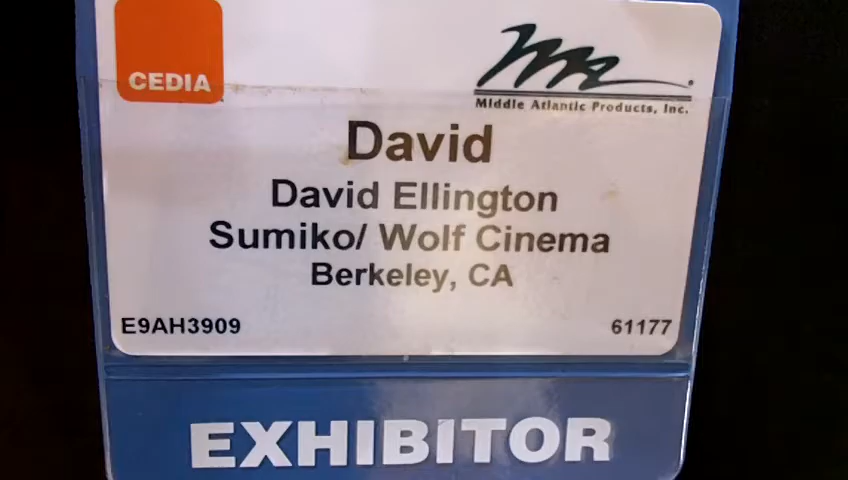 CEDIA
Middle Atlantic Products, Inc.
David
David Ellington
Sumiko/ Wolf Cinema
Berkeley, CA
E9AH3909 61177
EXHIBITOR